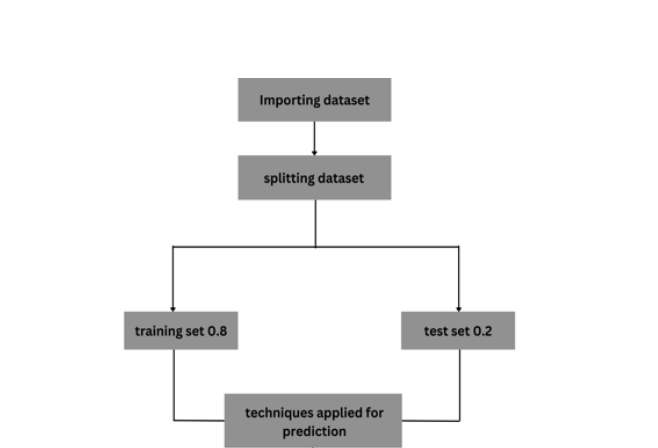 Importing dataset
splitting dataset
training set 0.8
test set 0.2
techniques applied for
prediction